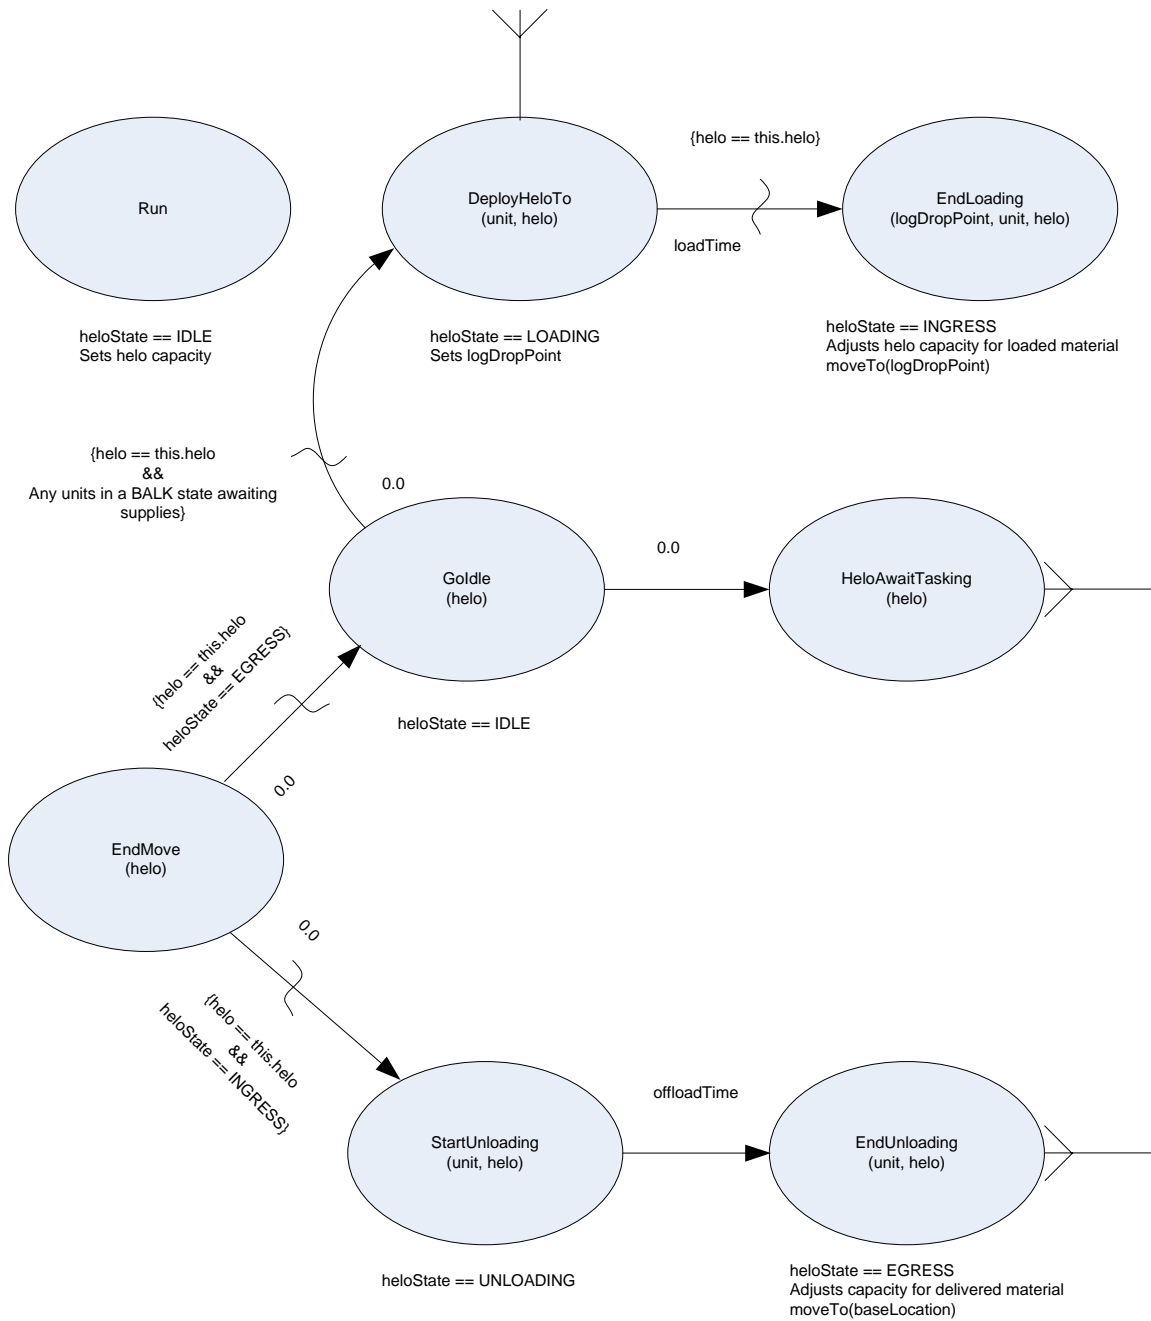 Run
heloState == IDLE
Sets helo capacity
DeployHeloTo
(unit, helo)
heloState == LOADING
Sets logDropPoint
{helo == this.helo}
loadTime
EndLoading
(logDropPoint, unit, helo)
heloState == INGRESS
Adjusts helo capacity for loaded material
moveTo(logDropPoint)
{helo == this.helo
&&
Any units in a BALK state awaiting
supplies}
0.0
GoIdle
(helo)
heloState == IDLE
0.0
HeloAwaitTasking
(helo)
{helo == this.helo
&&
heloState == EGRESS}
0.0
EndMove
(helo)
0.0
{helo == this.helo
&&
heloState == INGRESS}
StartUnloading
(unit, helo)
heloState == UNLOADING
offloadTime
EndUnloading
(unit, helo)
heloState == EGRESS
Adjusts capacity for delivered material
moveTo(baseLocation)